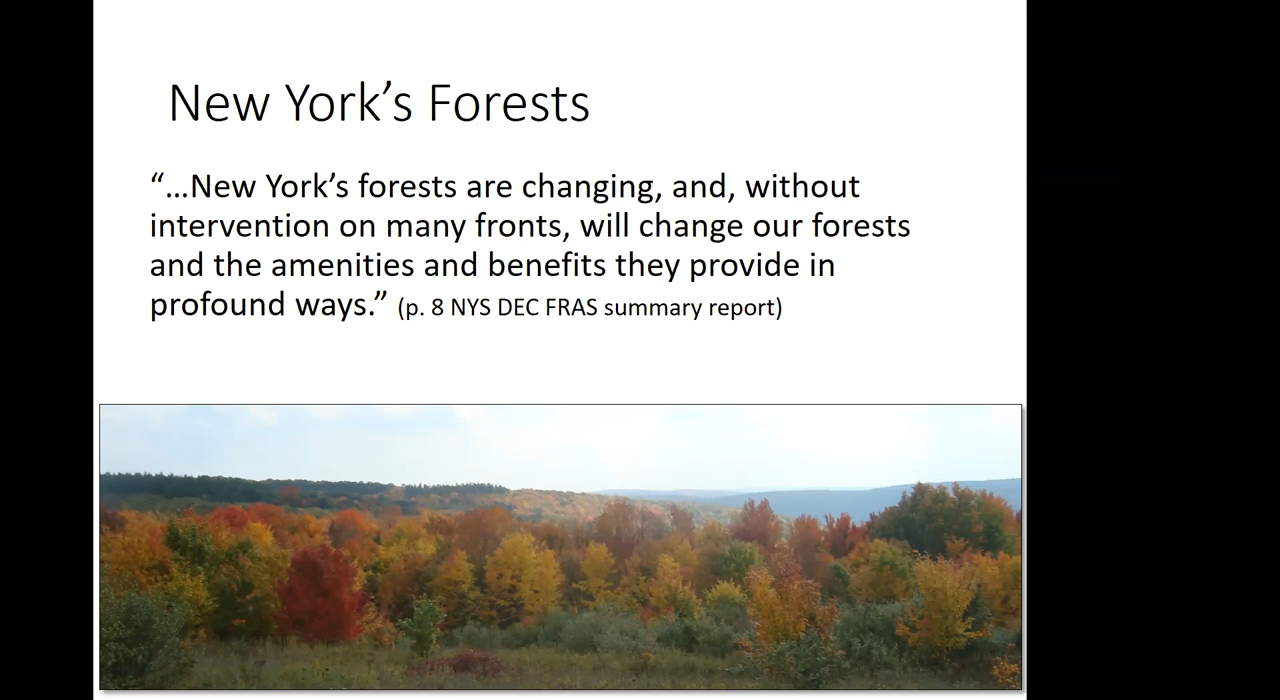 New York’s Forests
“…New York’s forests are changing, and, without
intervention on many fronts, will change our forests
and the amenities and benefits they provide in
profound ways.” (p. 8 NYS DEC FRAS summary report)